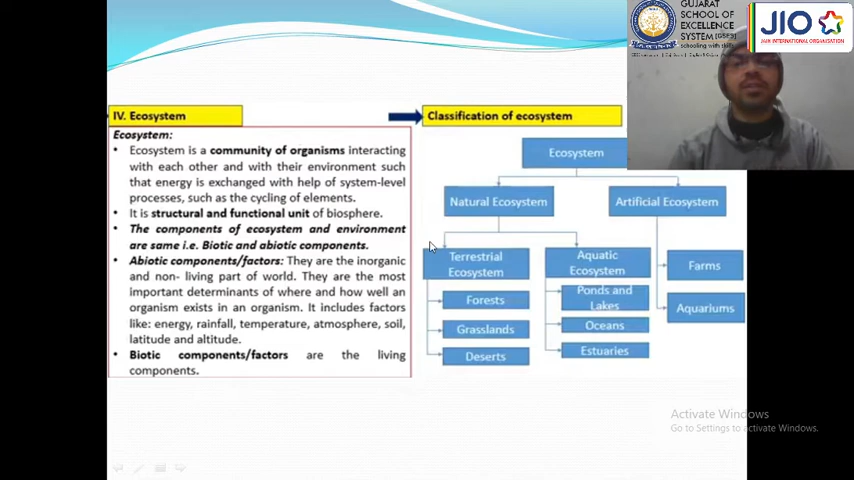 GUJARAT
SCHOOL OF
EXCELLENCE
SYSTEM [GSES]
schooling with skills
JIO
JAIN INTERNATIONAL ORGANISATION
IV. Ecosystem
Ecosystem:
• Ecosystem is a community of organisms interacting
with each other and with their environment such
that energy is exchanged with help of system-level
processes, such as the cycling of elements.
• It is structural and functional unit of biosphere.
• The components of ecosystem and environment
are same i.e. Biotic and abiotic components.
• Abiotic components/factors: They are the inorganic
and non- living part of world. They are the most
important determinants of where and how well an
organism exists in an organism. It includes factors
like: energy, rainfall, temperature, atmosphere, soil,
latitude and altitude.
• Biotic components/factors are the living
components.
Classification of ecosystem
Ecosystem
Natural Ecosystem
Artificial Ecosystem
Terrestrial
Ecosystem
Forests
Grasslands
Deserts
Aquatic
Ecosystem
Ponds and
Lakes
Oceans
Estuaries
Farms
Aquariums
Activate Windows
Go to Settings to activate Windows.